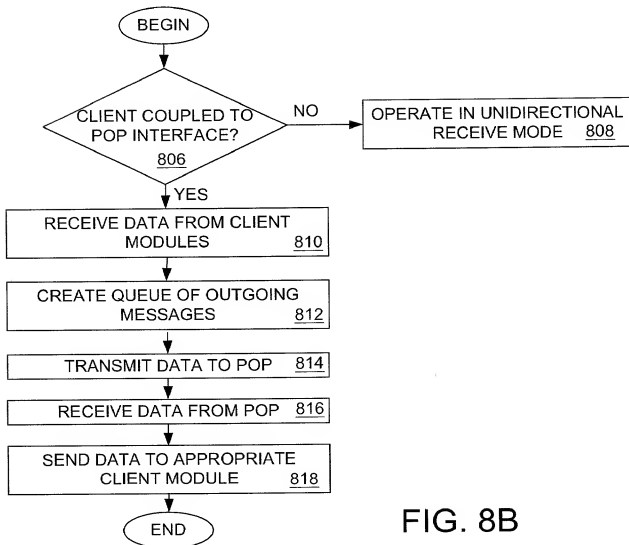 BEGIN
CLIENT COUPLED TO
POP INTERFACE?
806
NO
OPERATE IN UNIDIRECTIONAL
RECEIVE MODE 808
YES
RECEIVE DATA FROM CLIENT
MODULES 810
CREATE QUEUE OF OUTGOING
MESSAGES 812
TRANSMIT DATA TO POP 814
RECEIVE DATA FROM POP 816
SEND DATA TO APPROPRIATE
CLIENT MODULE 818
END
FIG. 8B